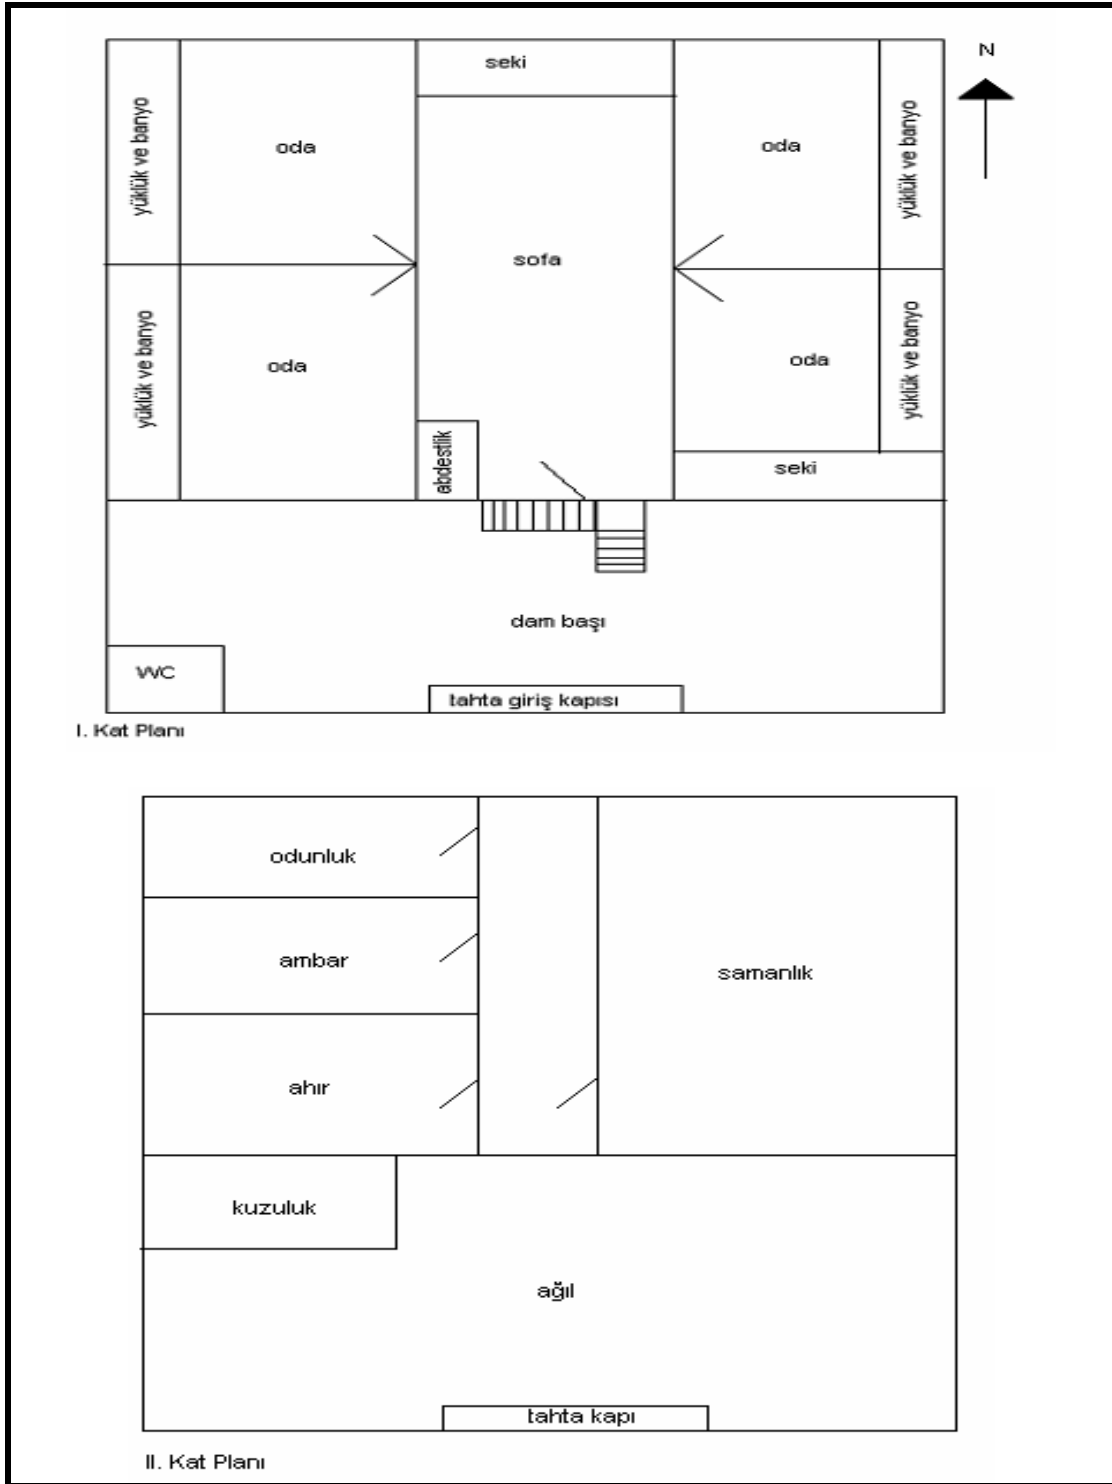 seki
N
yüklük ve banyo
oda
oda
yüklük ve banyo
sofa
yüklük ve banyo
oda
oda
yüklük ve banyo
abdestlik
seki
dam başı
WC
tahta giriş kapısı
I. Kat Planı
odunluk
ambar
samanlık
ahır
kuzuluk
ağıl
tahta kapı
II. Kat Planı